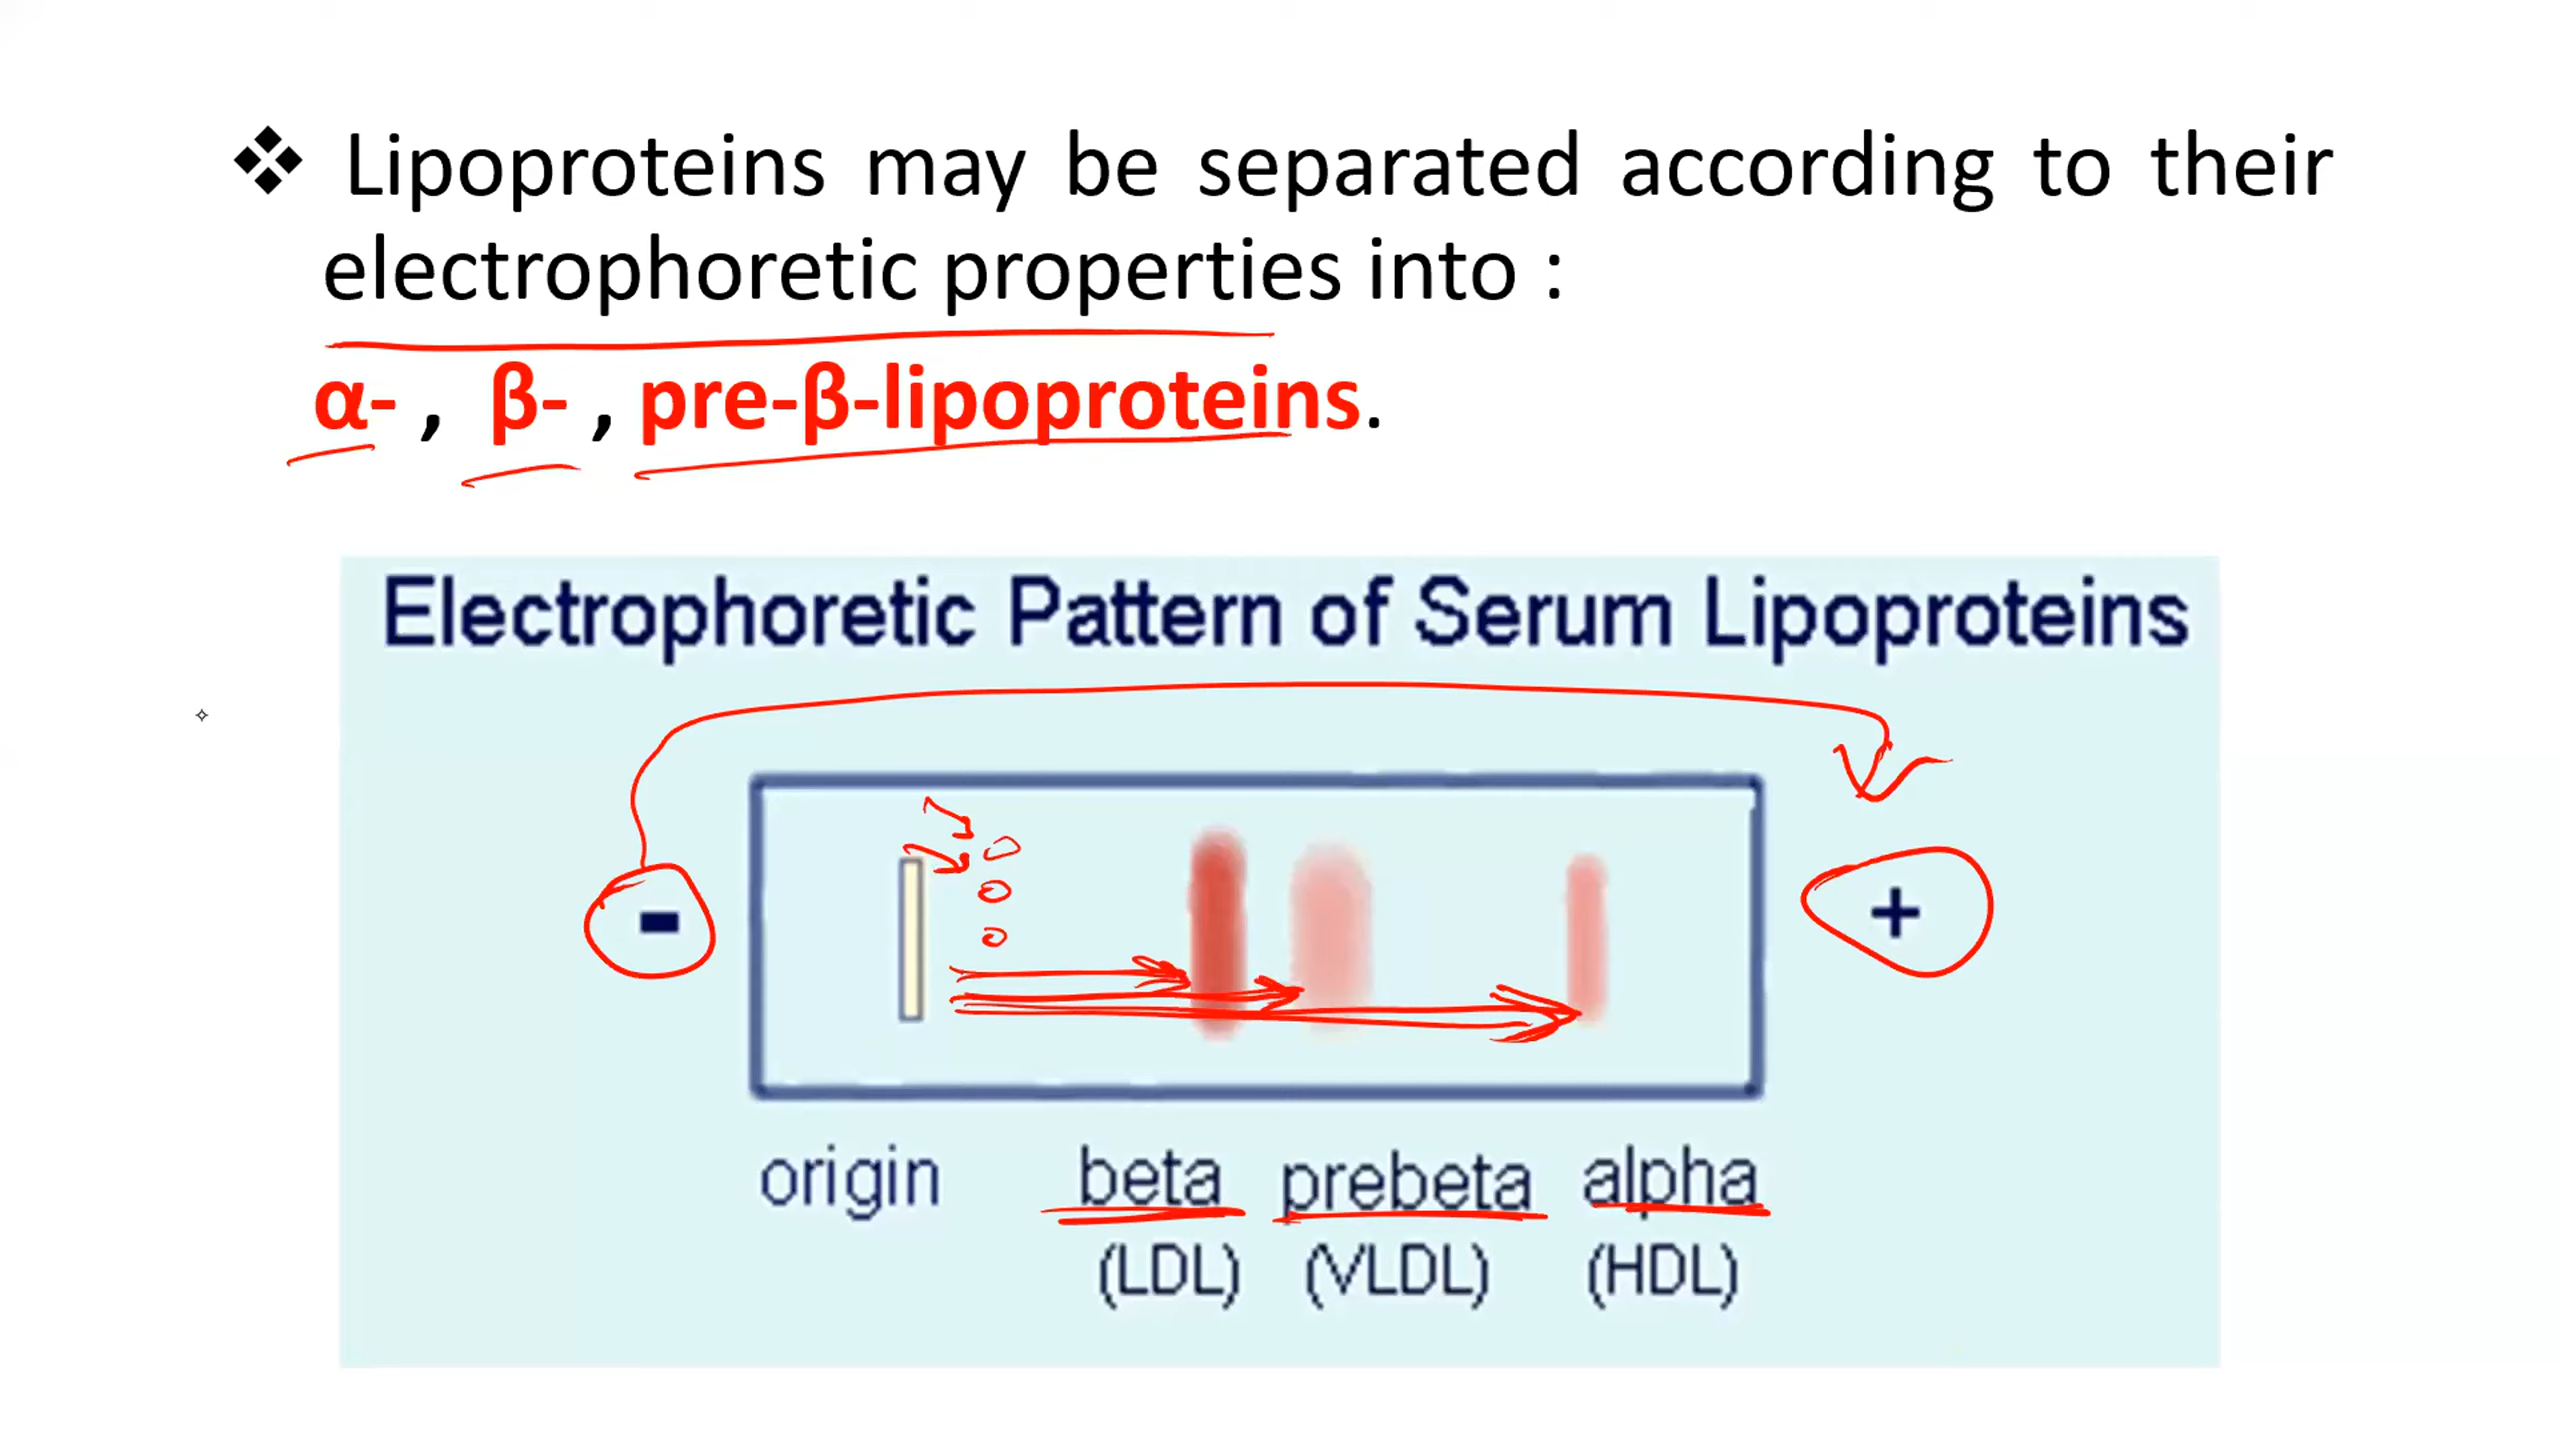 ❖ Lipoproteins may be separated according to their
electrophoretic properties into :
α- , β- , pre-β-lipoproteins.
Electrophoretic Pattern of Serum Lipoproteins
- +
origin beta prebeta alpha
(LDL) (VLDL) (HDL)